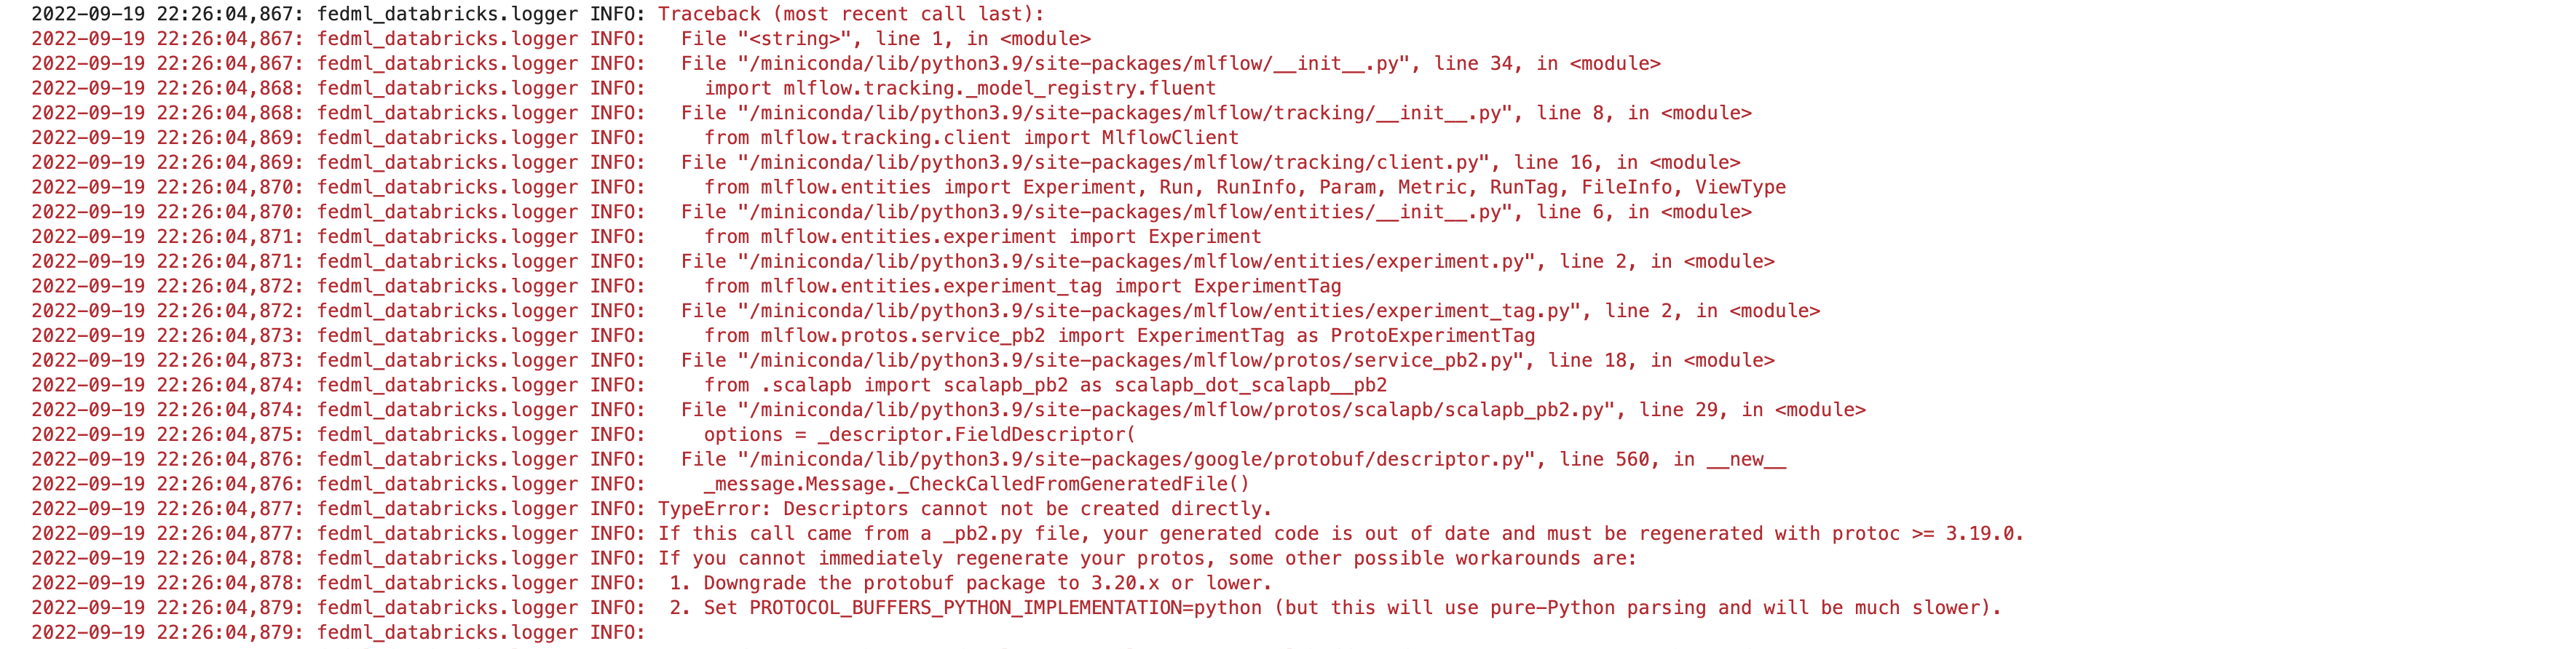 2022-09-19 22:26:04,867: fedml_databricks.logger INFO: Traceback (most recent call last):
2022-09-19 22:26:04,867: fedml_databricks.logger INFO:   File "<string>", line 1, in <module>
2022-09-19 22:26:04,867: fedml_databricks.logger INFO:   File "/miniconda/lib/python3.9/site-packages/mlflow/__init__.py", line 34, in <module>
2022-09-19 22:26:04,868: fedml_databricks.logger INFO:     import mlflow.tracking._model_registry.fluent
2022-09-19 22:26:04,868: fedml_databricks.logger INFO:   File "/miniconda/lib/python3.9/site-packages/mlflow/tracking/__init__.py", line 8, in <module>
2022-09-19 22:26:04,869: fedml_databricks.logger INFO:     from mlflow.tracking.client import MlflowClient
2022-09-19 22:26:04,869: fedml_databricks.logger INFO:   File "/miniconda/lib/python3.9/site-packages/mlflow/tracking/client.py", line 16, in <module>
2022-09-19 22:26:04,870: fedml_databricks.logger INFO:     from mlflow.entities import Experiment, Run, RunInfo, Param, Metric, RunTag, FileInfo, ViewType
2022-09-19 22:26:04,870: fedml_databricks.logger INFO:   File "/miniconda/lib/python3.9/site-packages/mlflow/entities/__init__.py", line 6, in <module>
2022-09-19 22:26:04,871: fedml_databricks.logger INFO:     from mlflow.entities.experiment import Experiment
2022-09-19 22:26:04,871: fedml_databricks.logger INFO:   File "/miniconda/lib/python3.9/site-packages/mlflow/entities/experiment.py", line 2, in <module>
2022-09-19 22:26:04,872: fedml_databricks.logger INFO:     from mlflow.entities.experiment_tag import ExperimentTag
2022-09-19 22:26:04,872: fedml_databricks.logger INFO:   File "/miniconda/lib/python3.9/site-packages/mlflow/entities/experiment_tag.py", line 2, in <module>
2022-09-19 22:26:04,873: fedml_databricks.logger INFO:     from mlflow.protos.service_pb2 import ExperimentTag as ProtoExperimentTag
2022-09-19 22:26:04,873: fedml_databricks.logger INFO:   File "/miniconda/lib/python3.9/site-packages/mlflow/protos/service_pb2.py", line 18, in <module>
2022-09-19 22:26:04,874: fedml_databricks.logger INFO:     from .scalapb import scalapb_pb2 as scalapb_dot_scalapb__pb2
2022-09-19 22:26:04,874: fedml_databricks.logger INFO:   File "/miniconda/lib/python3.9/site-packages/mlflow/protos/scalapb/scalapb_pb2.py", line 29, in <module>
2022-09-19 22:26:04,875: fedml_databricks.logger INFO:     options = _descriptor.FieldDescriptor(
2022-09-19 22:26:04,876: fedml_databricks.logger INFO:   File "/miniconda/lib/python3.9/site-packages/google/protobuf/descriptor.py", line 560, in __new__
2022-09-19 22:26:04,876: fedml_databricks.logger INFO:     _message.Message._CheckCalledFromGeneratedFile()
2022-09-19 22:26:04,877: fedml_databricks.logger INFO: TypeError: Descriptors cannot not be created directly.
2022-09-19 22:26:04,877: fedml_databricks.logger INFO: If this call came from a _pb2.py file, your generated code is out of date and must be regenerated with protoc >= 3.19.0.
2022-09-19 22:26:04,878: fedml_databricks.logger INFO: If you cannot immediately regenerate your protos, some other possible workarounds are:
2022-09-19 22:26:04,878: fedml_databricks.logger INFO:  1. Downgrade the protobuf package to 3.20.x or lower.
2022-09-19 22:26:04,879: fedml_databricks.logger INFO:  2. Set PROTOCOL_BUFFERS_PYTHON_IMPLEMENTATION=python (but this will use pure-Python parsing and will be much slower).
2022-09-19 22:26:04,879: fedml_databricks.logger INFO: